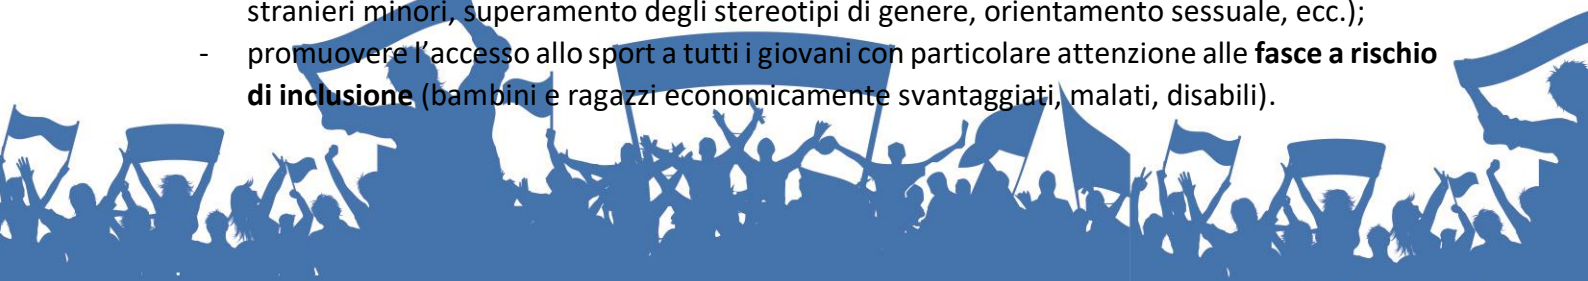 stranieri minori, superamento degli stereotipi di genere, orientamento sessuale, ecc.);
- promuovere l’accesso allo sport a tutti i giovani con particolare attenzione alle fasce a rischio
di inclusione (bambini e ragazzi economicamente svantaggiati, malati, disabili).